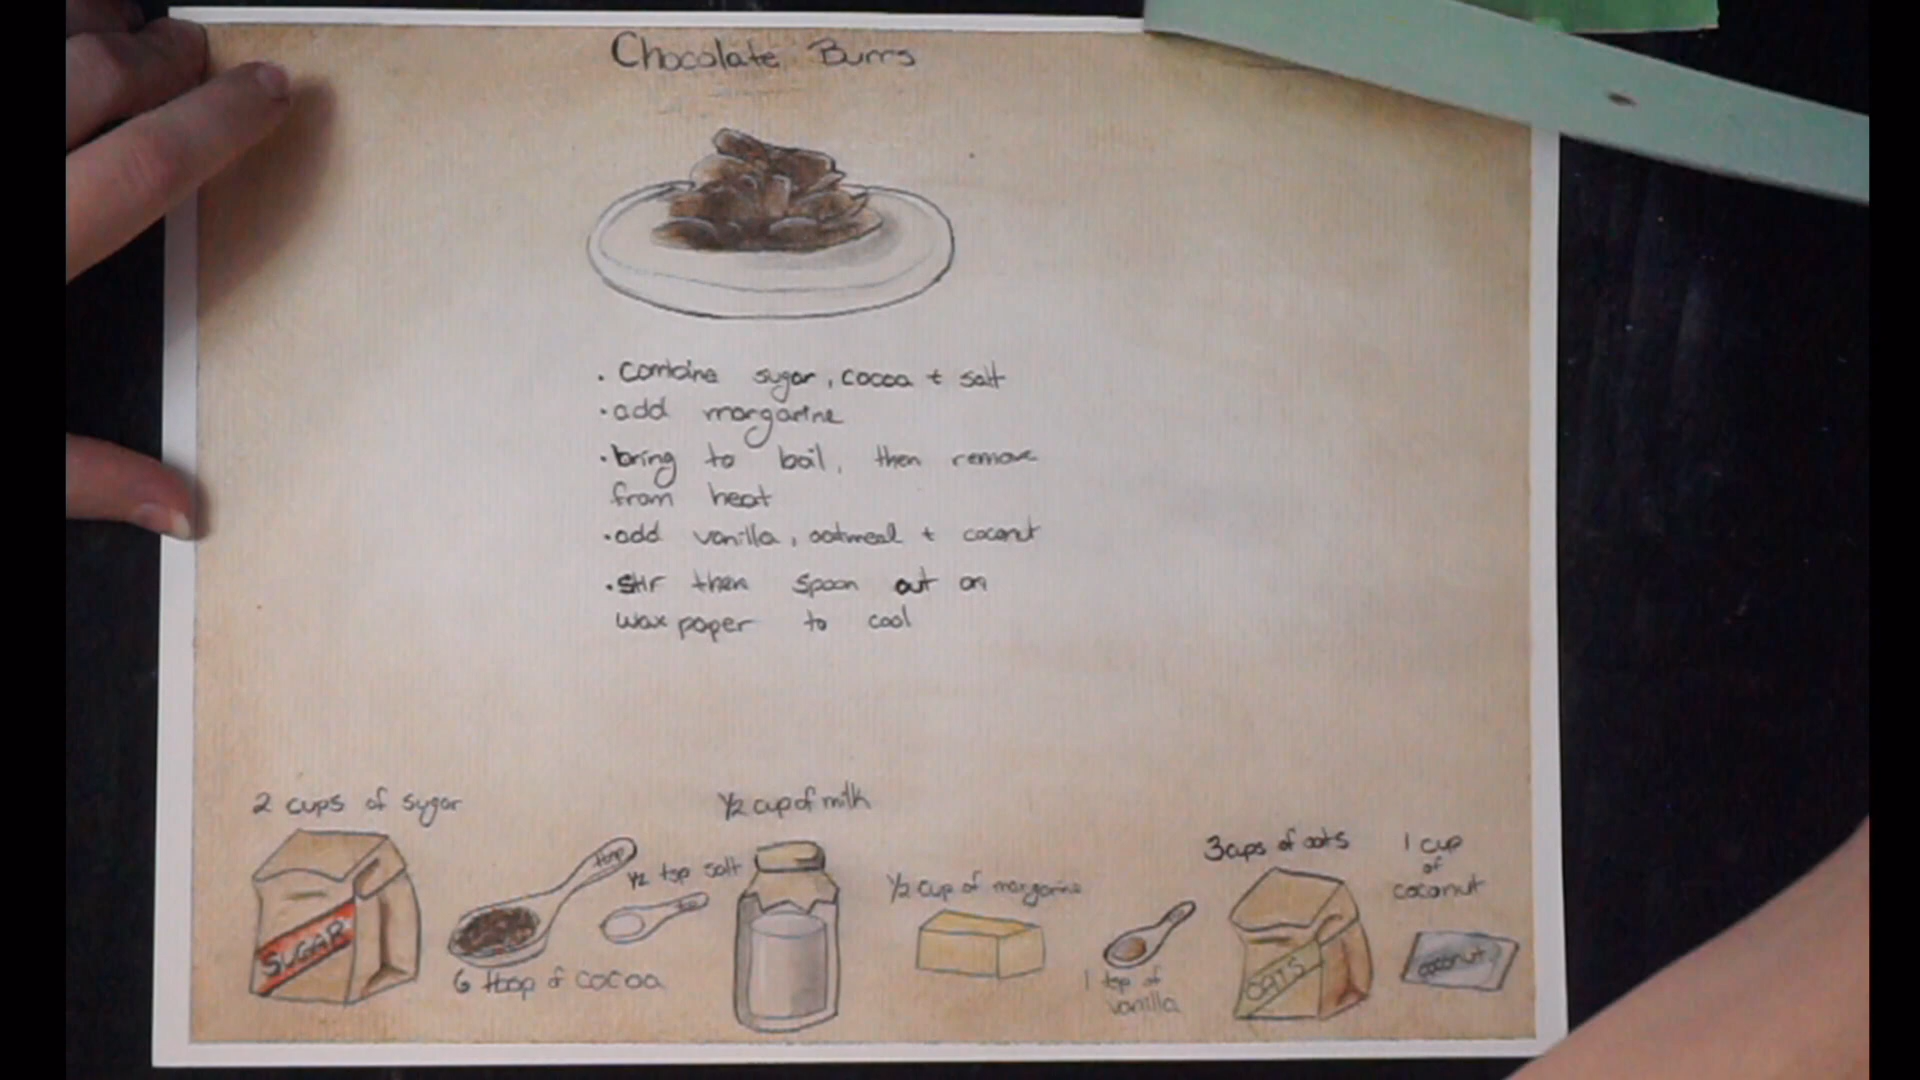 Chocolate Burrs
. Combine sugar, cocoa + salt
. add margarine
. bring to boil, then remove
from heat
. add vanilla, oatmeal + coconut
. stir then spoon out on
wax paper to cool
2 cups of sugar
SUGAR
tbsp
6 tbsp of cocoa
1/2 tsp salt
1/2 cup of milk
1/2 cup of margarine
1 tsp of
vanilla
3 cups of oats
OATS
1 cup
of
coconut
coconut